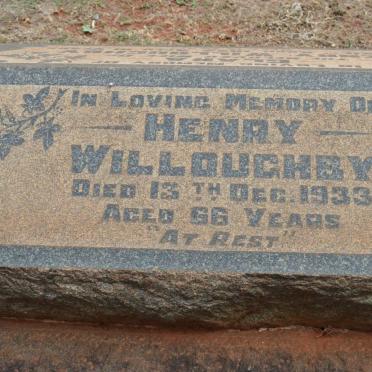 In Loving Memory Of
Henry
Willoughby
Died 13th Dec. 1933
Aged 66 Years
"At Rest"